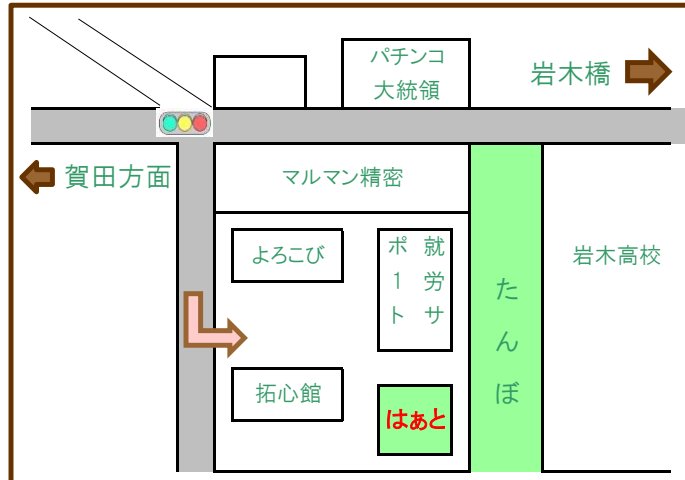 パチンコ
大統領
岩木橋
賀田方面
マルマン精密
よろこび
就労サ
ポ1ト
岩木高校
たんぼ
拓心館
はぁと